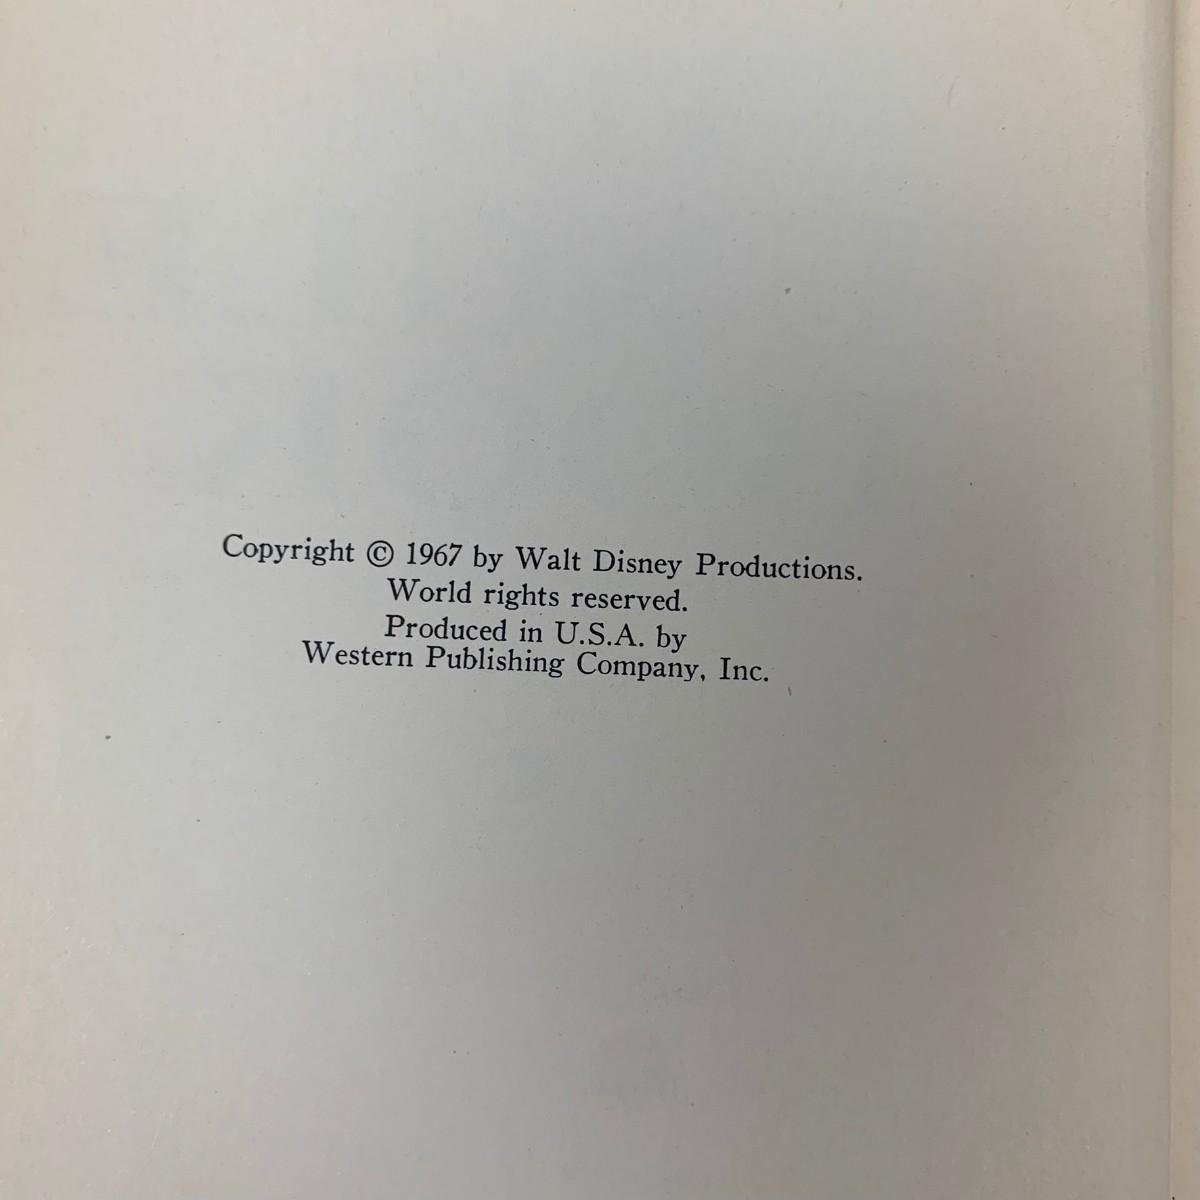 Copyright © 1967 by Walt Disney Productions.
World rights reserved.
Produced in U.S.A. by
Western Publishing Company, Inc.